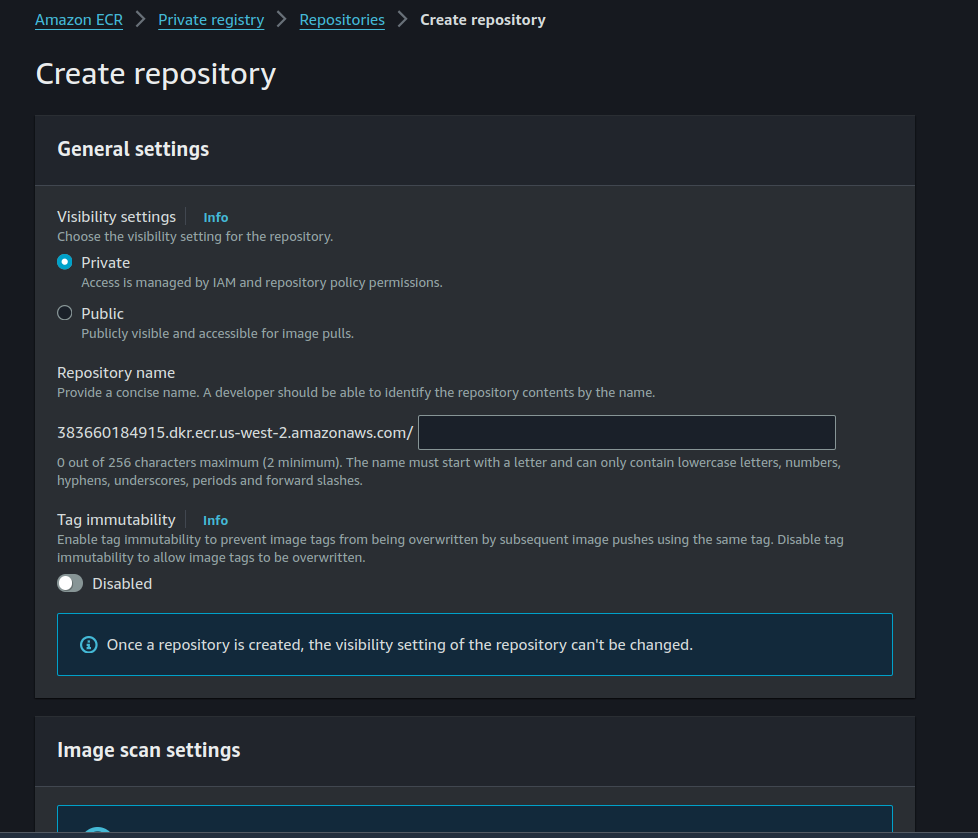 Amazon ECR > Private registry > Repositories > Create repository
Create repository
General settings
Visibility settings Info
Choose the visibility setting for the repository.
Private
Access is managed by IAM and repository policy permissions.
Public
Publicly visible and accessible for image pulls.
Repository name
Provide a concise name. A developer should be able to identify the repository contents by the name.
383660184915.dkr.ecr.us-west-2.amazonaws.com/
0 out of 256 characters maximum (2 minimum). The name must start with a letter and can only contain lowercase letters, numbers,
hyphens, underscores, periods and forward slashes.
Tag immutability Info
Enable tag immutability to prevent image tags from being overwritten by subsequent image pushes using the same tag. Disable tag
immutability to allow image tags to be overwritten.
Disabled
Once a repository is created, the visibility setting of the repository can't be changed.
Image scan settings